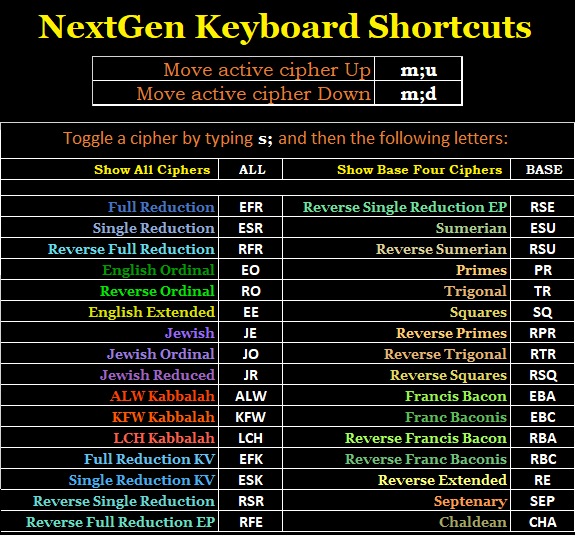 NextGen Keyboard Shortcuts
Move active cipher Up m;u
Move active cipher Down m;d
Toggle a cipher by typing s; and then the following letters:
Show All Ciphers ALL Show Base Four Ciphers BASE
Full Reduction EFR Reverse Single Reduction EP RSE
Single Reduction ESR Sumerian ESU
Reverse Full Reduction RFR Reverse Sumerian RSU
English Ordinal EO Primes PR
Reverse Ordinal RO Trigonal TR
English Extended EE Squares SQ
Jewish JE Reverse Primes RPR
Jewish Ordinal JO Reverse Trigonal RTR
Jewish Reduced JR Reverse Squares RSQ
ALW Kabbalah ALW Francis Bacon EBA
KFW Kabbalah KFW Franc Baconis EBC
LCH Kabbalah LCH Reverse Francis Bacon RBA
Full Reduction KV EFK Reverse Franc Baconis RBC
Single Reduction KV ESK Reverse Extended RE
Reverse Single Reduction RSR Septenary SEP
Reverse Full Reduction EP RFE Chaldean CHA